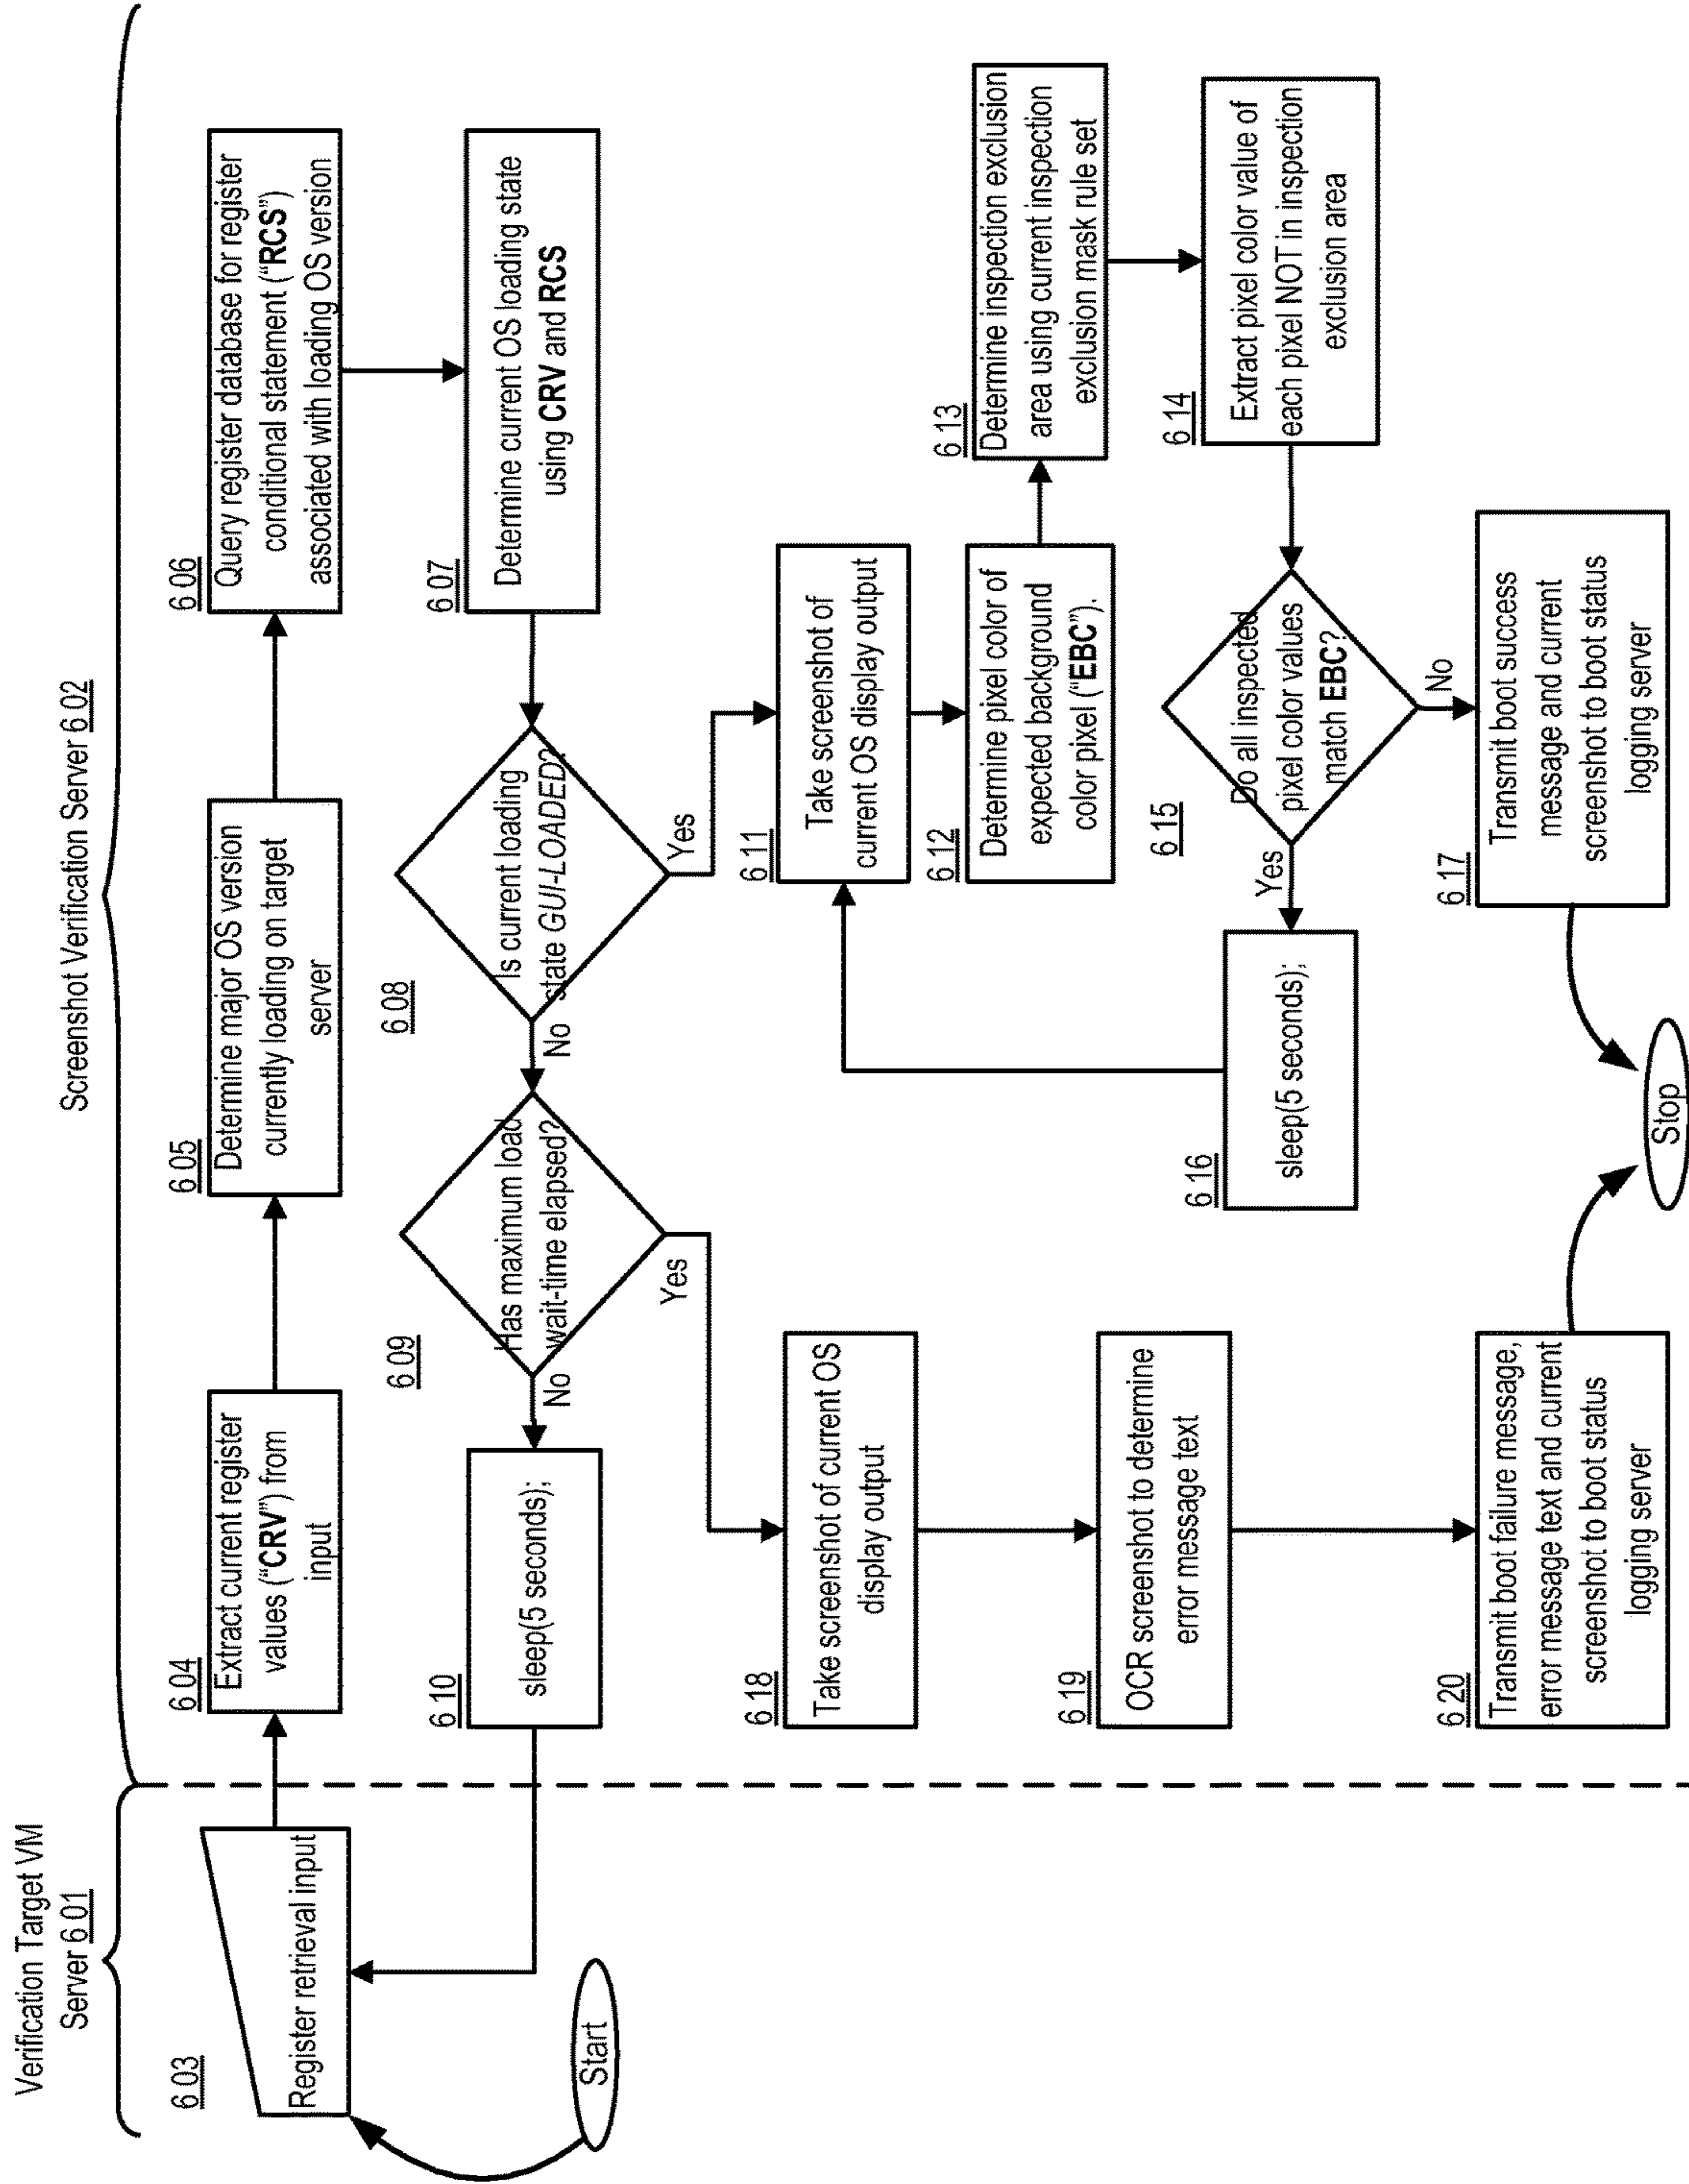 Verification Target VM
Server 6 01
Screenshot Verification Server 6 02
6 03
Register retrieval input
Start
6 04
Extract current register
values (“CRV”) from
input
6 05
Determine major OS version
currently loading on target
server
6 06
Query register database for register
conditional statement (“RCS”)
associated with loading OS version
6 07
Determine current OS loading state
using CRV and RCS
6 08
Is current loading
state GUI-LOADED?
No
Yes
6 09
Has maximum load
wait-time elapsed?
No
Yes
6 10
sleep(5 seconds);
6 11
Take screenshot of
current OS display output
6 12
Determine pixel color of
expected background
color pixel (“EBC”).
6 13
Determine inspection exclusion
area using current inspection
exclusion mask rule set
6 14
Extract pixel color value of
each pixel NOT in inspection
exclusion area
6 15
Do all inspected
pixel color values
match EBC?
Yes
No
6 16
sleep(5 seconds);
6 17
Transmit boot success
message and current
screenshot to boot status
logging server
6 18
Take screenshot of current OS
display output
6 19
OCR screenshot to determine
error message text
6 20
Transmit boot failure message,
error message text and current
screenshot to boot status
logging server
Stop